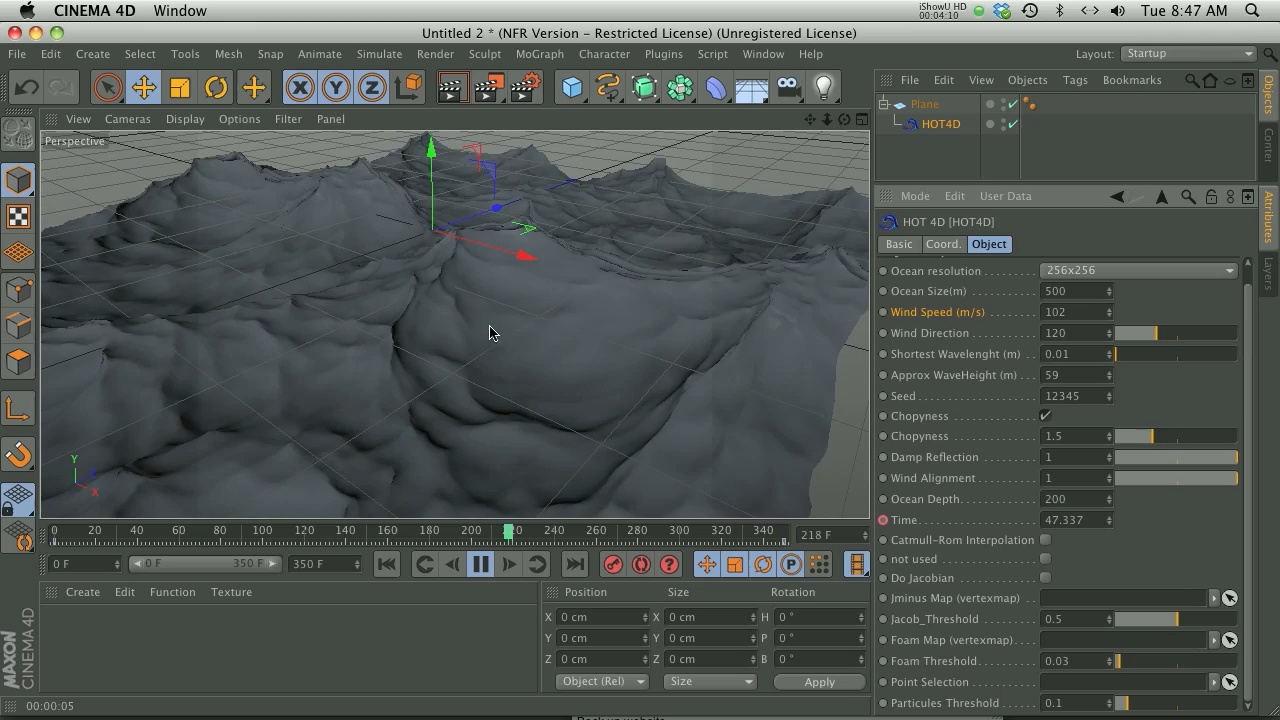 CINEMA 4D Window
iShowU HD
00:04:10
Tue 8:47 AM
Untitled 2 * (NFR Version - Restricted License) (Unregistered License)
File Edit Create Select Tools Mesh Snap Animate Simulate Render Sculpt MoGraph Character Plugins Script Window Help
Layout: Startup
X Y Z
File Edit View Objects Tags Bookmarks
Plane
HOT4D
Objects
Conter
View Cameras Display Options Filter Panel
Perspective
Y
Z
X
Mode Edit User Data
Attributes
Layers
HOT 4D [HOT4D]
Basic Coord. Object
Ocean resolution 256x256
Ocean Size(m) 500
Wind Speed (m/s) 102
Wind Direction 120
Shortest Wavelenght (m) 0.01
Approx WaveHeight (m) 59
Seed 12345
Chopyness
Chopyness 1.5
Damp Reflection 1
Wind Alignment 1
Ocean Depth 200
Time 47.337
Catmull-Rom Interpolation
not used
Do Jacobian
Jminus Map (vertexmap)
Jacob_Threshold 0.5
Foam Map (vertexmap)
Foam Threshold 0.03
Point Selection
Particules Threshold 0.1
0 20 40 60 80 100 120 140 160 180 200 240 260 280 300 320 340
218 F
0 F 0 F 350 F 350 F
P
Create Edit Function Texture
Position Size Rotation
X 0 cm X 0 cm H 0 °
Y 0 cm Y 0 cm P 0 °
Z 0 cm Z 0 cm B 0 °
Object (Rel) Size Apply
MAXON
CINEMA 4D
00:00:05